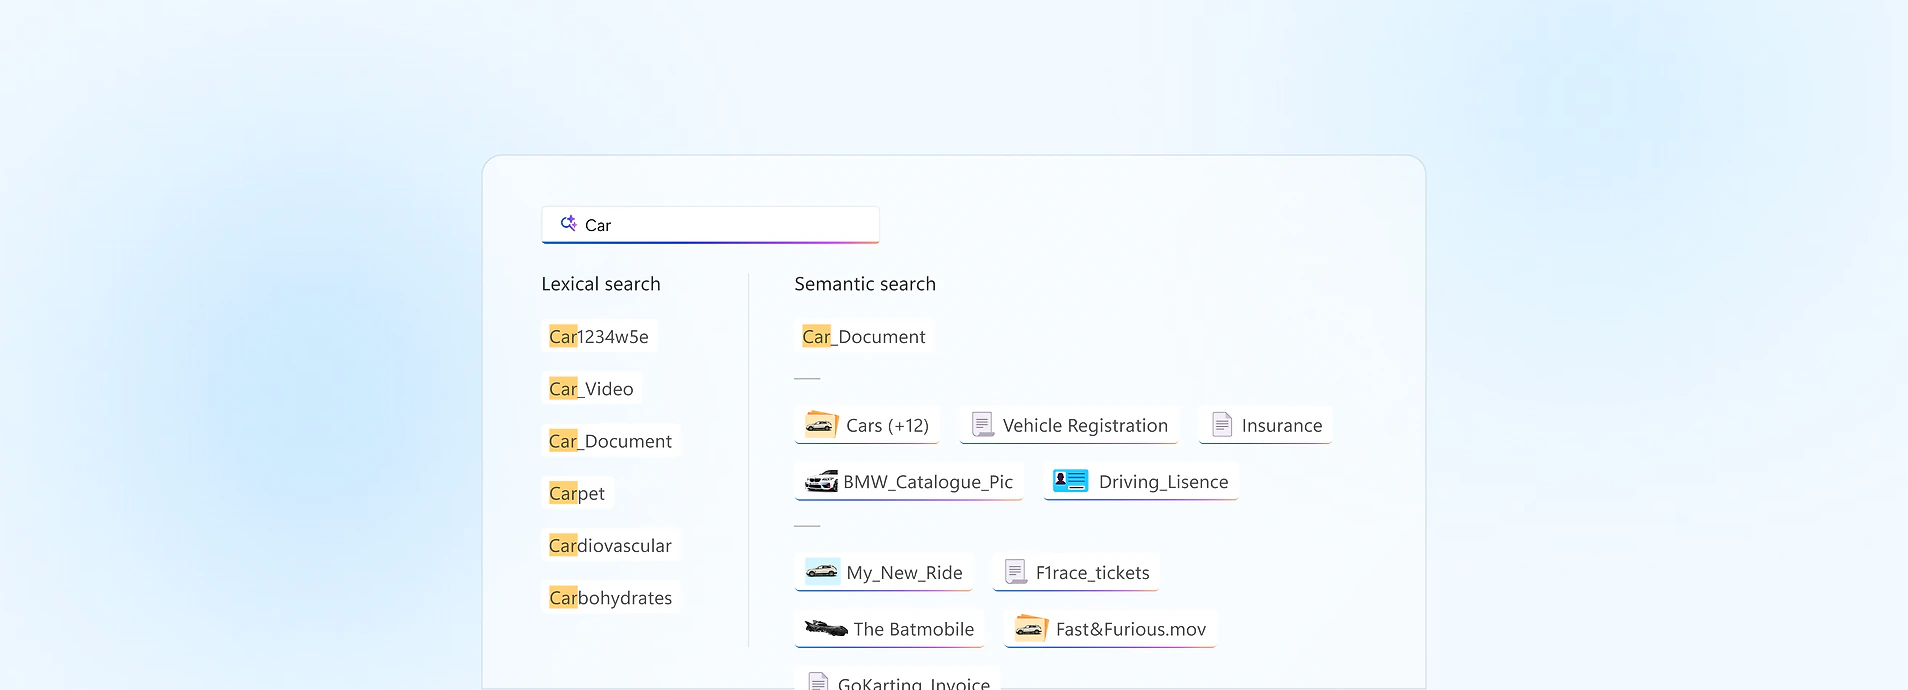 Car
Lexical search
Car1234w5e
Car_Video
Car_Document
Carpet
Cardiovascular
Carbohydrates
Semantic search
Car_Document
Cars (+12) Vehicle Registration Insurance
BMW_Catalogue_Pic Driving_Lisence
My_New_Ride F1race_tickets
The Batmobile Fast&Furious.mov
GoKarting_Invoice